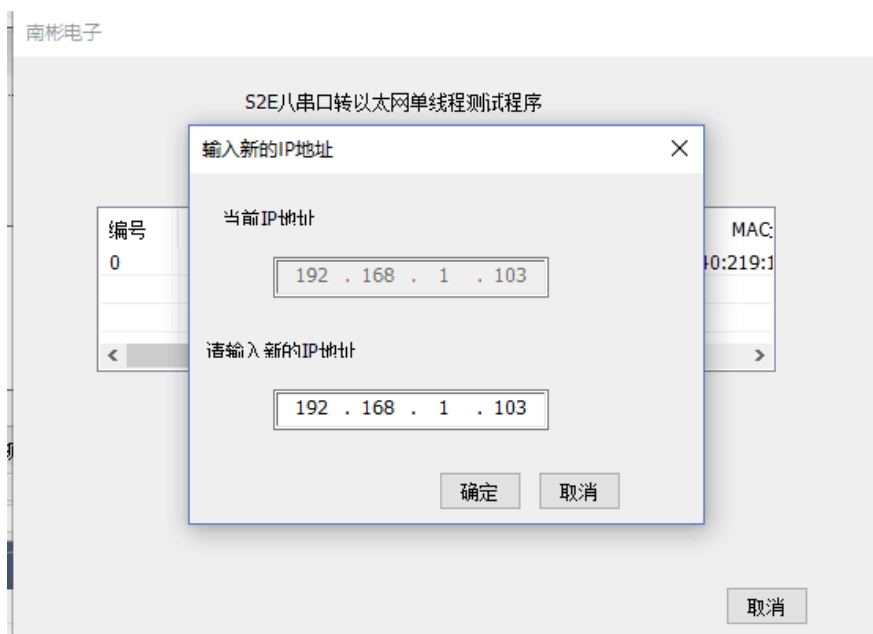 南彬电子
S2E八串口转以太网单线程测试程序
输入新的IP地址
当前IP地址
192 . 168 . 1 . 103
编号 MAC:
0 40:219:1
请输入新的IP地址
192 . 168 . 1 . 103
确定 取消
取消